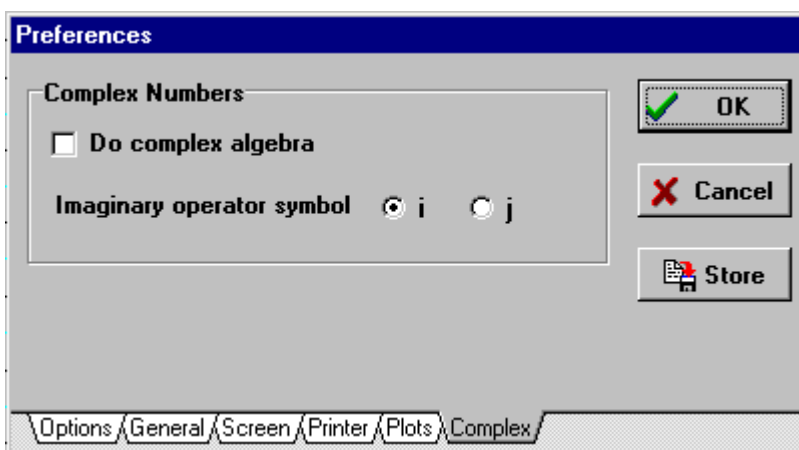 Preferences
Complex Numbers
Do complex algebra
Imaginary operator symbol i j
OK
Cancel
Store
Options General Screen Printer Plots Complex